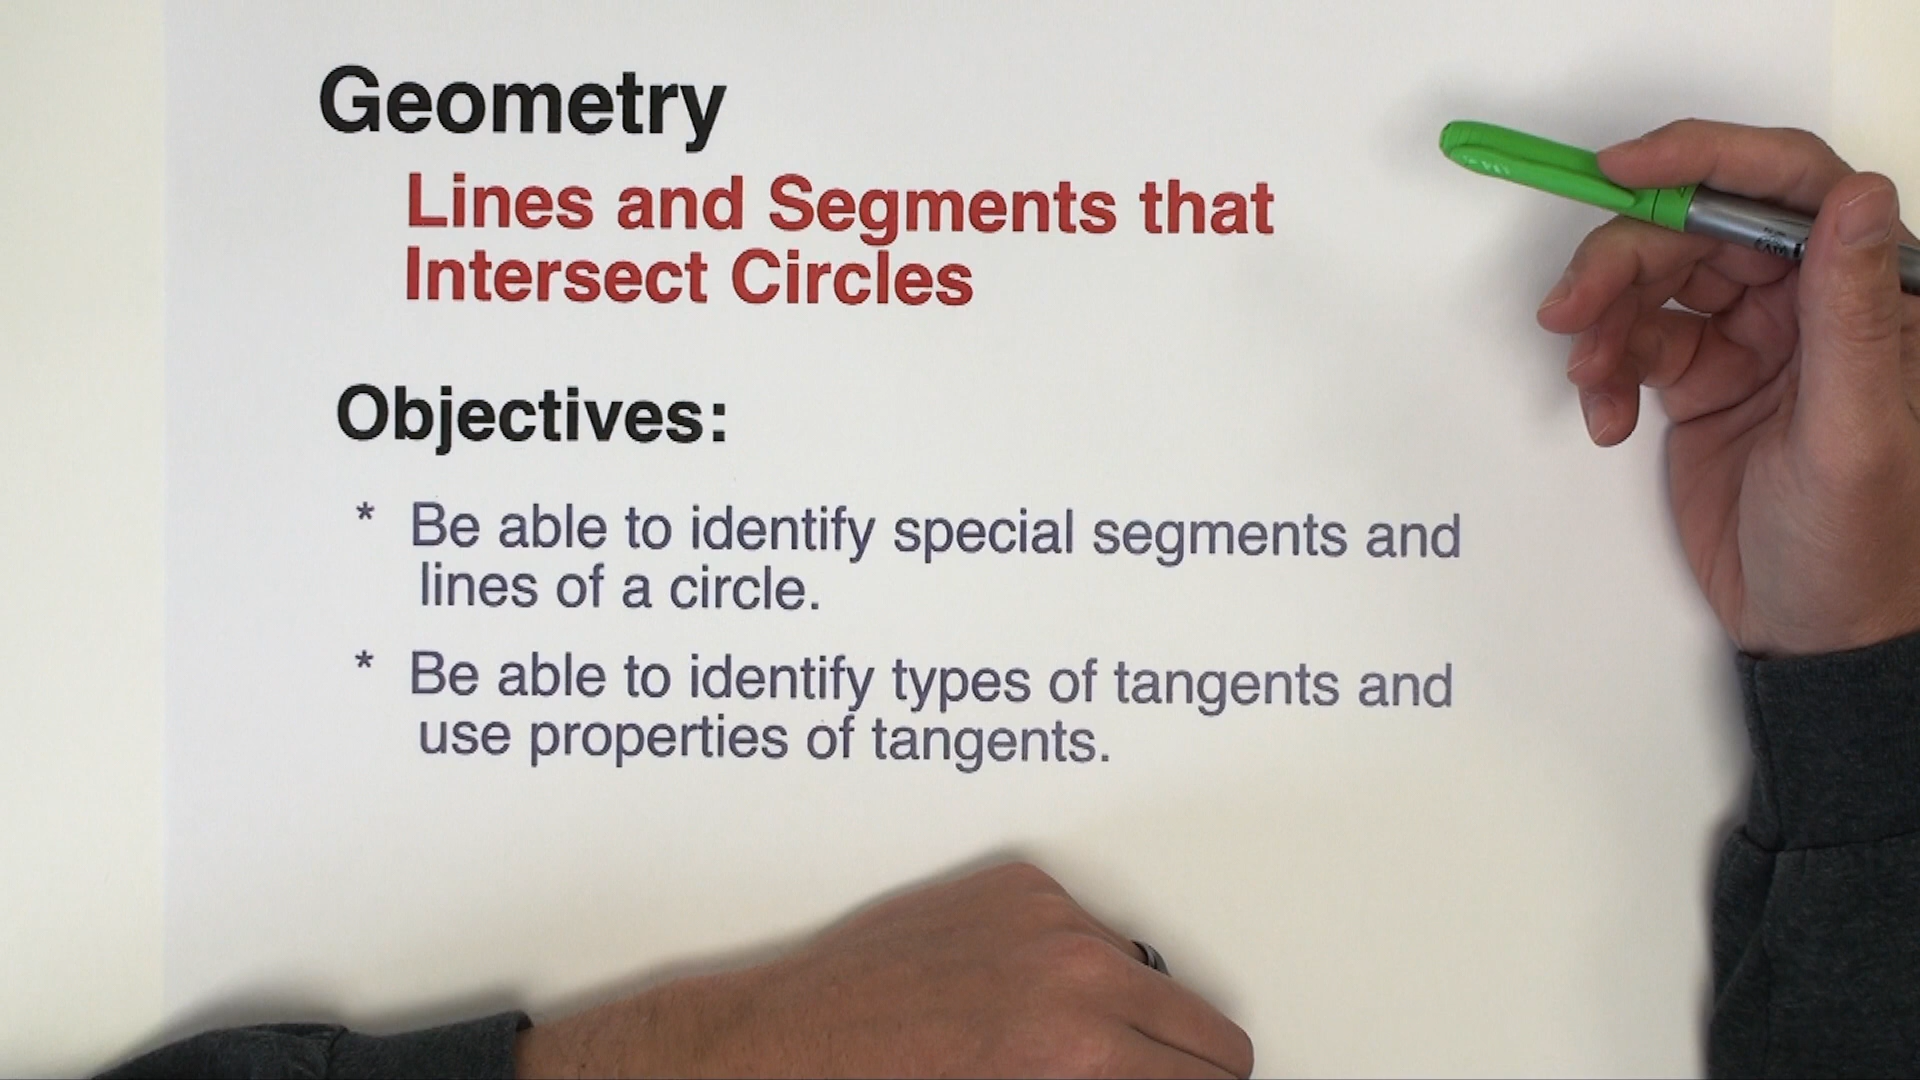 Geometry
Lines and Segments that
Intersect Circles
Objectives:
* Be able to identify special segments and
lines of a circle.
* Be able to identify types of tangents and
use properties of tangents.